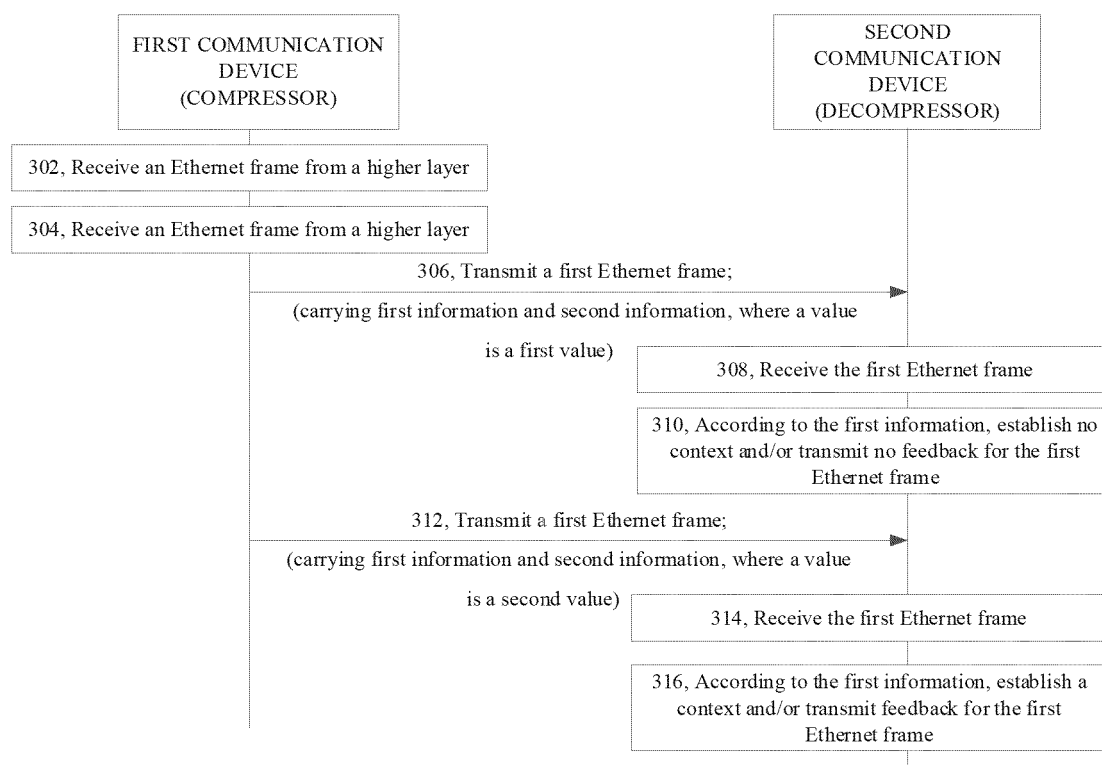 FIRST COMMUNICATION
DEVICE
(COMPRESSOR)
SECOND
COMMUNICATION
DEVICE
(DECOMPRESSOR)
302, Receive an Ethernet frame from a higher layer
304, Receive an Ethernet frame from a higher layer
306, Transmit a first Ethernet frame;
(carrying first information and second information, where a value
is a first value)
308, Receive the first Ethernet frame
310, According to the first information, establish no
context and/or transmit no feedback for the first
Ethernet frame
312, Transmit a first Ethernet frame;
(carrying first information and second information, where a value
is a second value)
314, Receive the first Ethernet frame
316, According to the first information, establish a
context and/or transmit feedback for the first
Ethernet frame